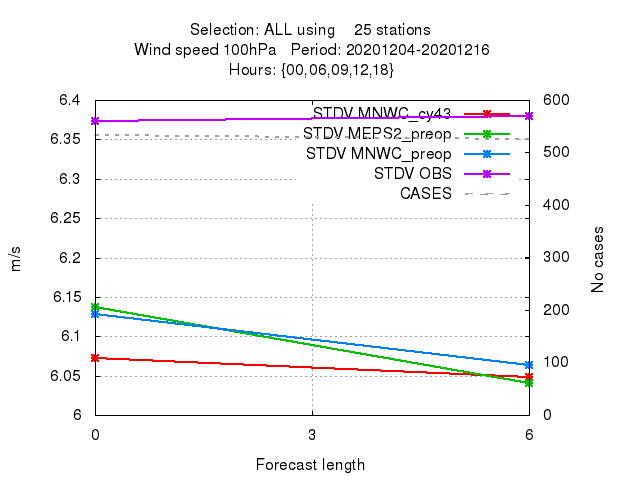 Selection: ALL using    25 stations
Wind speed 100hPa   Period: 20201204-20201216
Hours: {00,06,09,12,18}
STDV MNWC_cy43
STDV MEPS2_preop
STDV MNWC_preop
STDV OBS
CASES
6.4
6.35
6.3
6.25
6.2
6.15
6.1
6.05
6
600
500
400
300
200
100
0
m/s
No cases
0 3 6
Forecast length